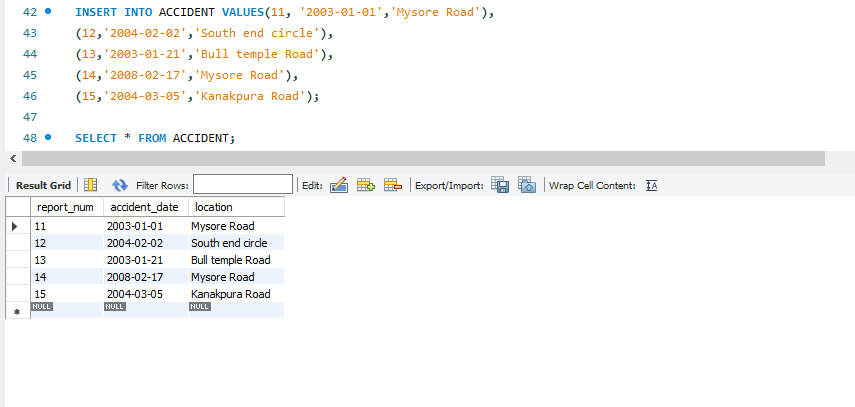 42 INSERT INTO ACCIDENT VALUES(11, '2003-01-01','Mysore Road'),
43 (12,'2004-02-02','South end circle'),
44 (13,'2003-01-21','Bull temple Road'),
45 (14,'2008-02-17','Mysore Road'),
46 (15,'2004-03-05','Kanakpura Road');
47
48 SELECT * FROM ACCIDENT;
Result Grid Filter Rows: Edit: Export/Import: Wrap Cell Content: IA
report_num accident_date location
11 2003-01-01 Mysore Road
12 2004-02-02 South end circle
13 2003-01-21 Bull temple Road
14 2008-02-17 Mysore Road
15 2004-03-05 Kanakpura Road
NULL NULL NULL